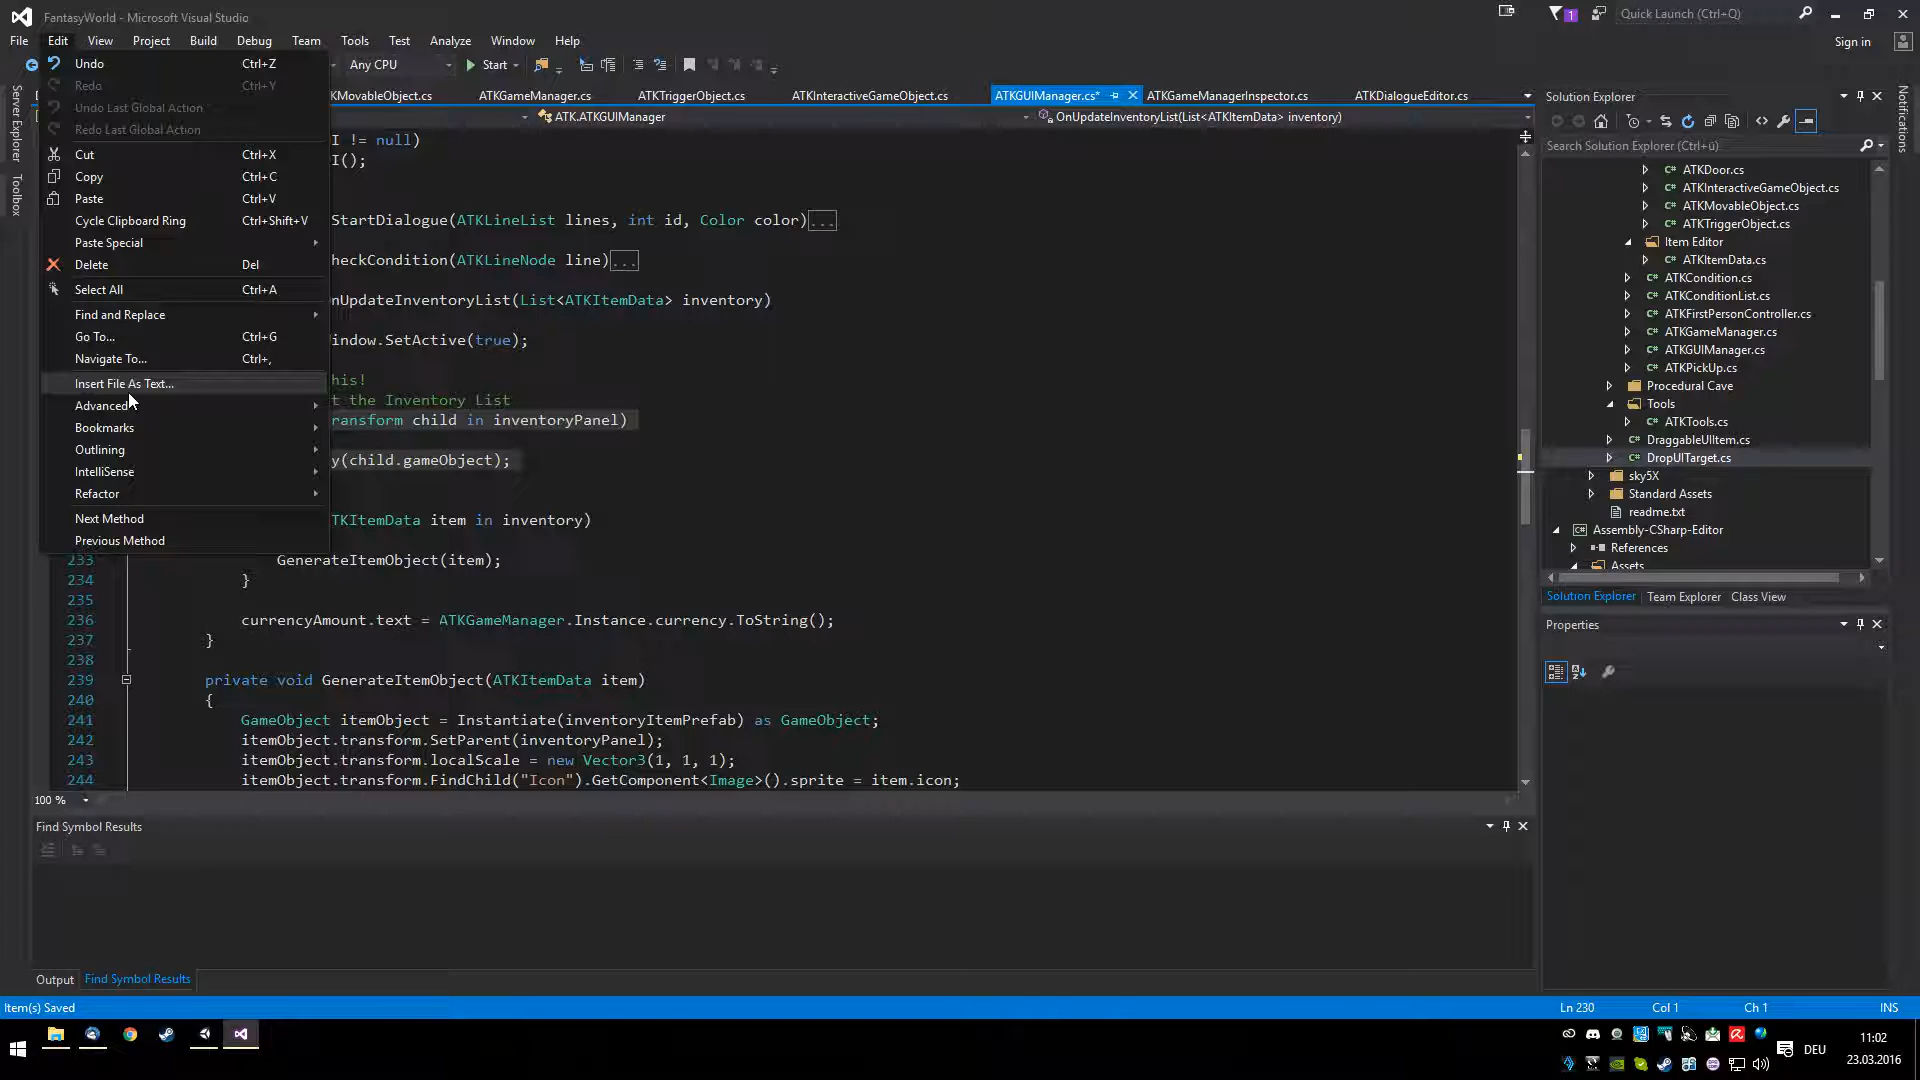 FantasyWorld - Microsoft Visual Studio
1
Quick Launch (Ctrl+Q)
File Edit View Project Build Debug Team Tools Test Analyze Window Help
Sign in
Any CPU Start
Undo Ctrl+Z
Redo Ctrl+Y
Undo Last Global Action
Redo Last Global Action
Cut Ctrl+X
Copy Ctrl+C
Paste Ctrl+V
Cycle Clipboard Ring Ctrl+Shift+V
Paste Special
Delete Del
Select All Ctrl+A
Find and Replace
Go To... Ctrl+G
Navigate To... Ctrl+,
Insert File As Text...
Advanced
Bookmarks
Outlining
IntelliSense
Refactor
Next Method
Previous Method
Server Explorer
Toolbox
KMovableObject.cs ATKGameManager.cs ATKTriggerObject.cs ATKInteractiveGameObject.cs ATKGUIManager.cs* ATKGameManagerInspector.cs ATKDialogueEditor.cs
ATK.ATKGUIManager OnUpdateInventoryList(List<ATKItemData> inventory)
I != null)
I();
StartDialogue(ATKLineList lines, int id, Color color)...
heckCondition(ATKLineNode line)...
nUpdateInventoryList(List<ATKItemData> inventory)
indow.SetActive(true);
his!
t the Inventory List
ransform child in inventoryPanel)
y(child.gameObject);
TKItemData item in inventory)
233 GenerateItemObject(item);
234 }
235
236 currencyAmount.text = ATKGameManager.Instance.currency.ToString();
237 }
238
239 private void GenerateItemObject(ATKItemData item)
240 {
241 GameObject itemObject = Instantiate(inventoryItemPrefab) as GameObject;
242 itemObject.transform.SetParent(inventoryPanel);
243 itemObject.transform.localScale = new Vector3(1, 1, 1);
244 itemObject.transform.FindChild("Icon").GetComponent<Image>().sprite = item.icon;
100 %
Find Symbol Results
Output Find Symbol Results
Solution Explorer
Search Solution Explorer (Ctrl+ü)
ATKDoor.cs
ATKInteractiveGameObject.cs
ATKMovableObject.cs
ATKTriggerObject.cs
Item Editor
ATKItemData.cs
ATKCondition.cs
ATKConditionList.cs
ATKFirstPersonController.cs
ATKGameManager.cs
ATKGUIManager.cs
ATKPickUp.cs
Procedural Cave
Tools
ATKTools.cs
DraggableUIItem.cs
DropUITarget.cs
sky5X
Standard Assets
readme.txt
Assembly-CSharp-Editor
References
Assets
Solution Explorer Team Explorer Class View
Properties
Notifications
Item(s) Saved Ln 230 Col 1 Ch 1 INS
DEU
11:02
23.03.2016